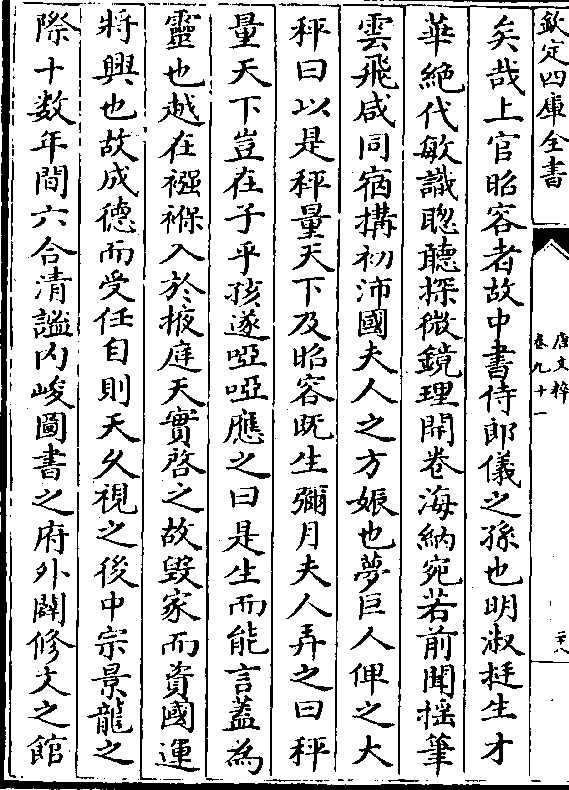 欽定四庫全書
唐文粹
卷九十一
矣哉上官昭容者故中書侍郎儀之孫也明淑挺生才
華絕代敏識聰聽探微鏡理開卷海納宛若前聞揺筆
雲飛咸同宿搆初沛國夫人之方娠也夢巨人俾之大
秤曰以是秤量天下及昭容既生彌月夫人弄之曰秤
量天下豈在子乎孩遂啞啞應之曰是生而能言蓋為
靈也越在襁褓入於掖庭天實啓之故毀家而資國運
將興也故成德而受任自則天久視之後中宗景龍之
際十數年間六合清謐內峻圖書之府外闢修文之館